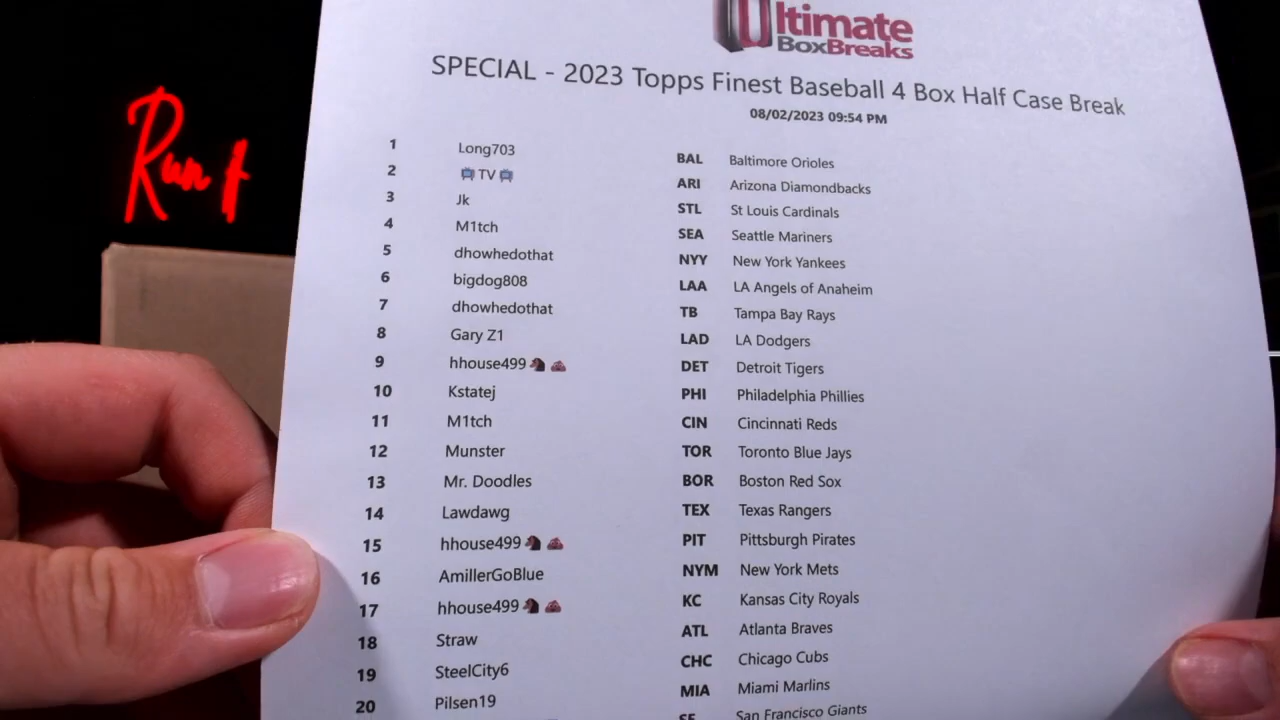 Ultimate
BoxBreaks
SPECIAL - 2023 Topps Finest Baseball 4 Box Half Case Break
08/02/2023 09:54 PM
Run
1 Long703 BAL Baltimore Orioles
2 📺 TV 📺 ARI Arizona Diamondbacks
3 Jk STL St Louis Cardinals
4 M1tch SEA Seattle Mariners
5 dhowhedothat NYY New York Yankees
6 bigdog808 LAA LA Angels of Anaheim
7 dhowhedothat TB Tampa Bay Rays
8 Gary Z1 LAD LA Dodgers
9 hhouse499 🐴 💩 DET Detroit Tigers
10 Kstatej PHI Philadelphia Phillies
11 M1tch CIN Cincinnati Reds
12 Munster TOR Toronto Blue Jays
13 Mr. Doodles BOR Boston Red Sox
14 Lawdawg TEX Texas Rangers
15 hhouse499 🐴 💩 PIT Pittsburgh Pirates
16 AmillerGoBlue NYM New York Mets
17 hhouse499 🐴 💩 KC Kansas City Royals
18 Straw ATL Atlanta Braves
19 SteelCity6 CHC Chicago Cubs
20 Pilsen19 MIA Miami Marlins
SF San Francisco Giants